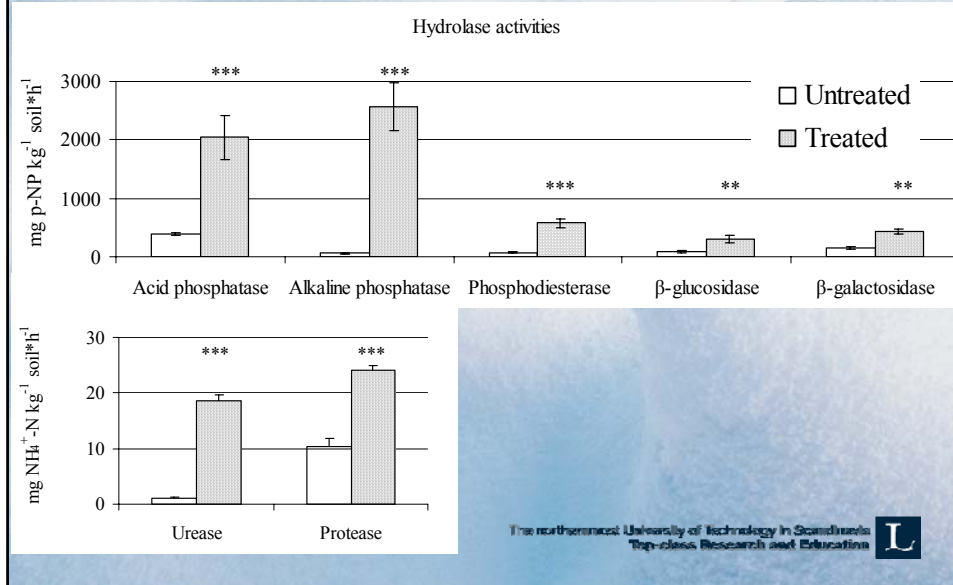 Hydrolase activities
mg p-NP kg⁻¹ soil*h⁻¹
3000
2000
1000
0
*** *** *** ** **
Untreated
Treated
Acid phosphatase Alkaline phosphatase Phosphodiesterase β-glucosidase β-galactosidase
mg NH₄⁺-N kg⁻¹ soil*h⁻¹
30
20
10
0
*** ***
Urease Protease
The northernmost University of Technology in Scandinavia
Top-class Research and Education
L